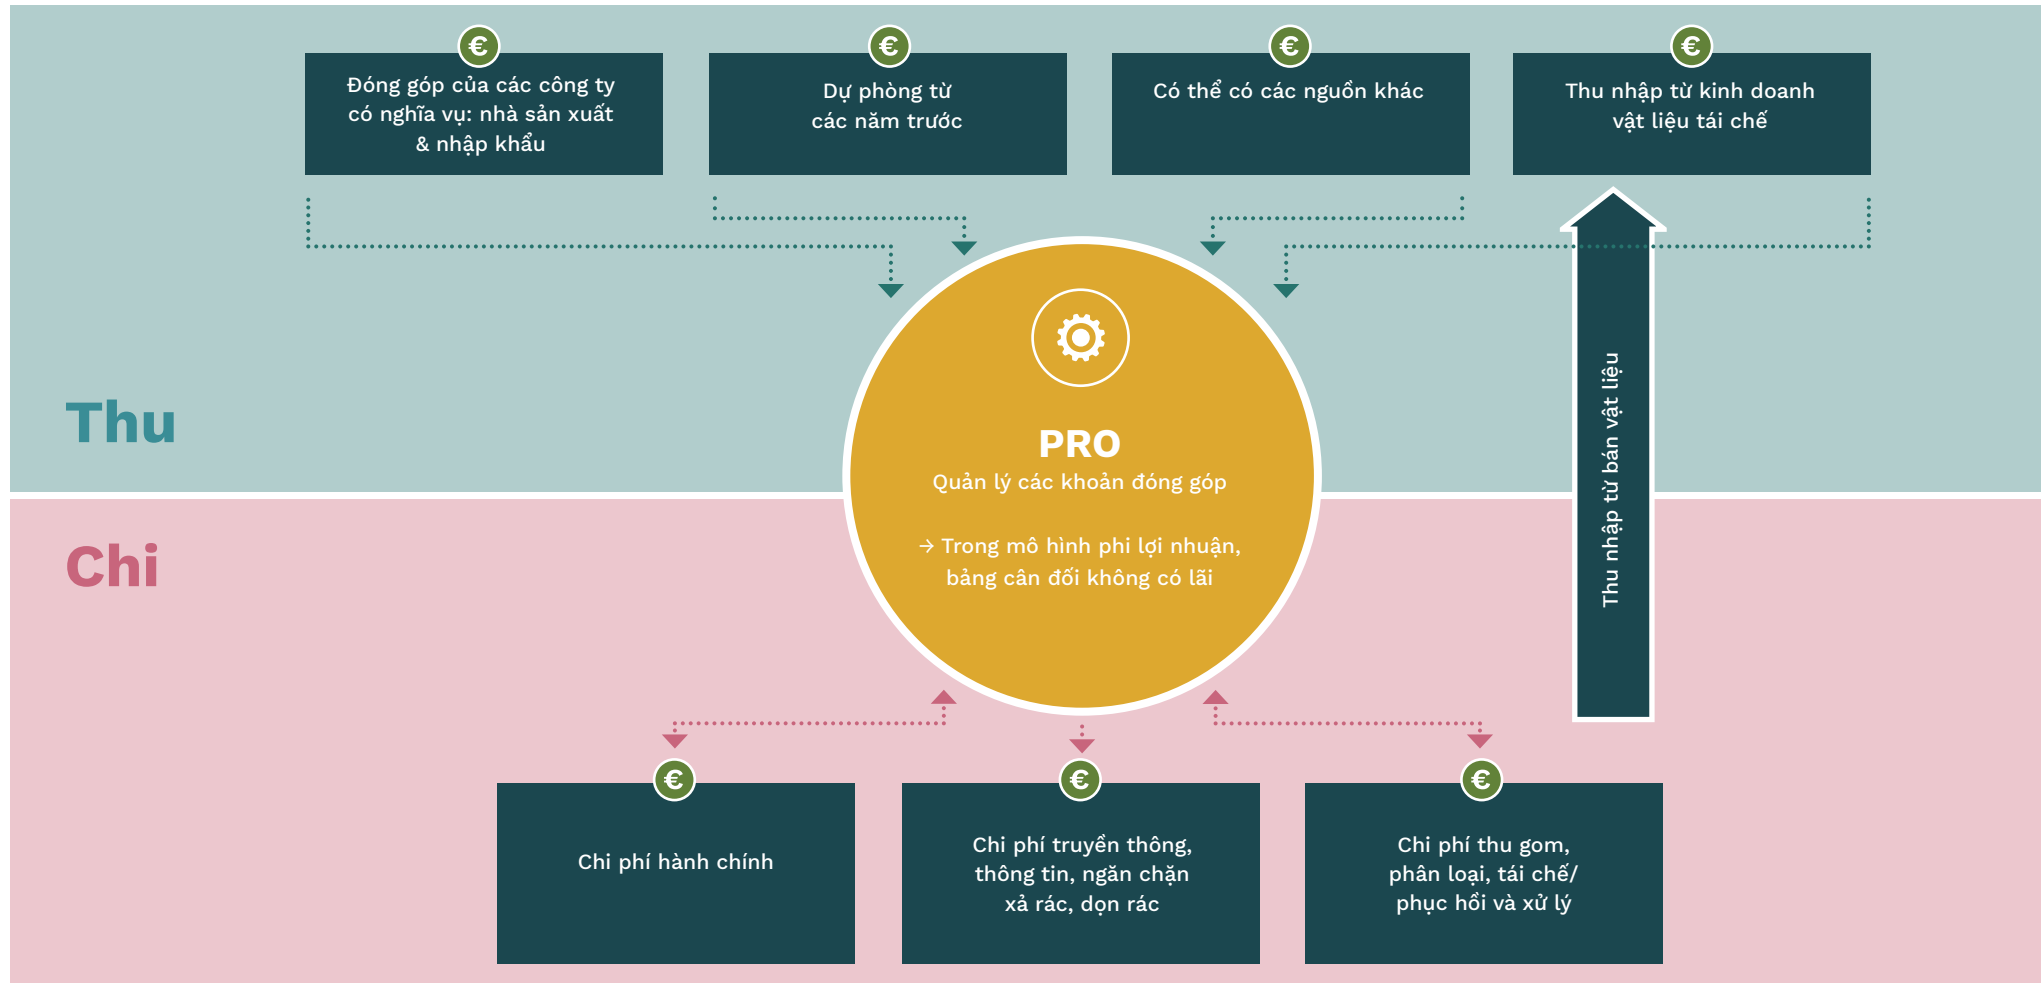 €
Đóng góp của các công ty
có nghĩa vụ: nhà sản xuất
& nhập khẩu
€
Dự phòng từ
các năm trước
€
Có thể có các nguồn khác
€
Thu nhập từ kinh doanh
vật liệu tái chế
Thu
PRO
Quản lý các khoản đóng góp
→ Trong mô hình phi lợi nhuận,
bảng cân đối không có lãi
Thu nhập từ bán vật liệu
Chi
€
Chi phí hành chính
€
Chi phí truyền thông,
thông tin, ngăn chặn
xả rác, dọn rác
€
Chi phí thu gom,
phân loại, tái chế/
phục hồi và xử lý